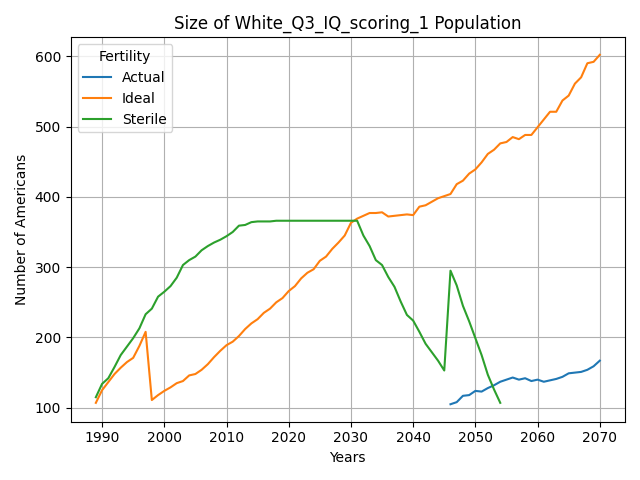 Size of White_Q3_IQ_scoring_1 Population
Fertility
Actual
Ideal
Sterile
Number of Americans
600
500
400
300
200
100
1990 2000 2010 2020 2030 2040 2050 2060 2070
Years